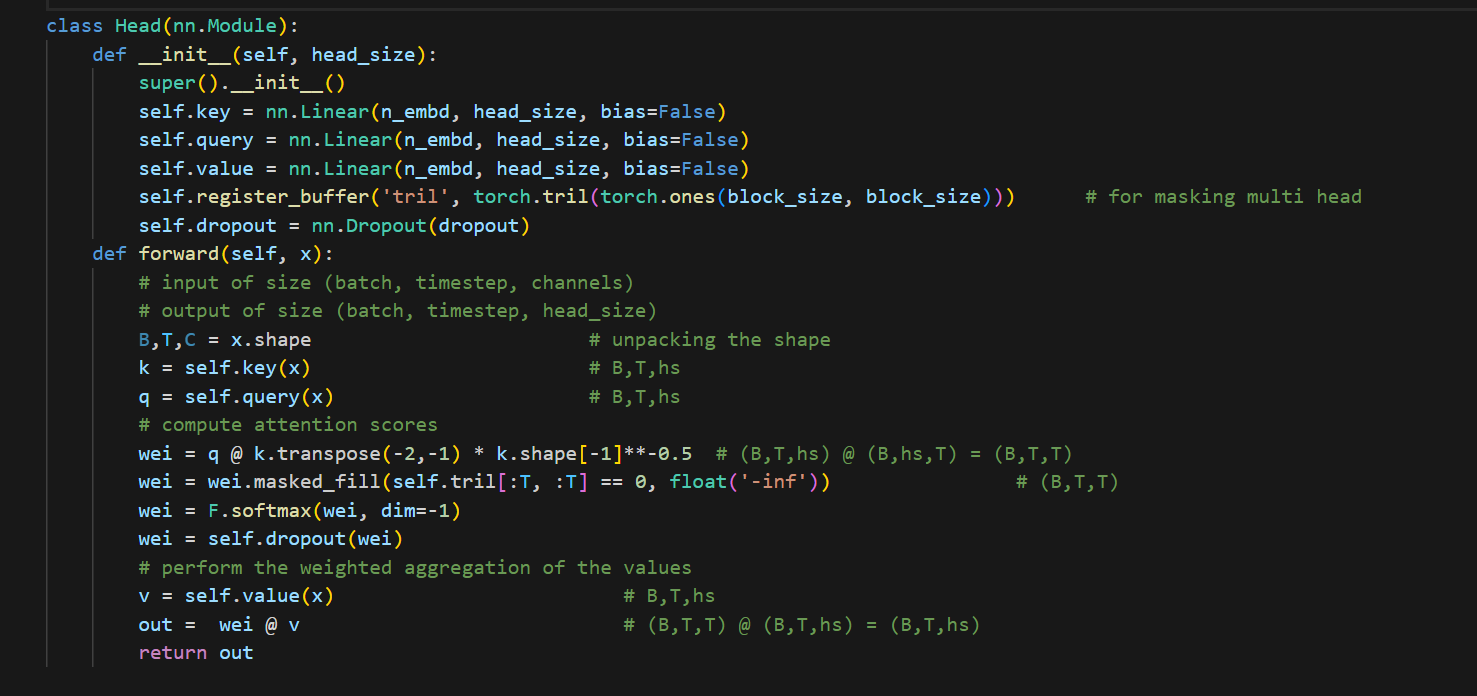 class Head(nn.Module):
    def __init__(self, head_size):
        super().__init__()
        self.key = nn.Linear(n_embd, head_size, bias=False)
        self.query = nn.Linear(n_embd, head_size, bias=False)
        self.value = nn.Linear(n_embd, head_size, bias=False)
        self.register_buffer('tril', torch.tril(torch.ones(block_size, block_size)))      # for masking multi head
        self.dropout = nn.Dropout(dropout)
    def forward(self, x):
        # input of size (batch, timestep, channels)
        # output of size (batch, timestep, head_size)
        B,T,C = x.shape                        # unpacking the shape
        k = self.key(x)                        # B,T,hs
        q = self.query(x)                      # B,T,hs
        # compute attention scores
        wei = q @ k.transpose(-2,-1) * k.shape[-1]**-0.5  # (B,T,hs) @ (B,hs,T) = (B,T,T)
        wei = wei.masked_fill(self.tril[:T, :T] == 0, float('-inf'))                # (B,T,T)
        wei = F.softmax(wei, dim=-1)
        wei = self.dropout(wei)
        # perform the weighted aggregation of the values
        v = self.value(x)                         # B,T,hs
        out =  wei @ v                            # (B,T,T) @ (B,T,hs) = (B,T,hs)
        return out